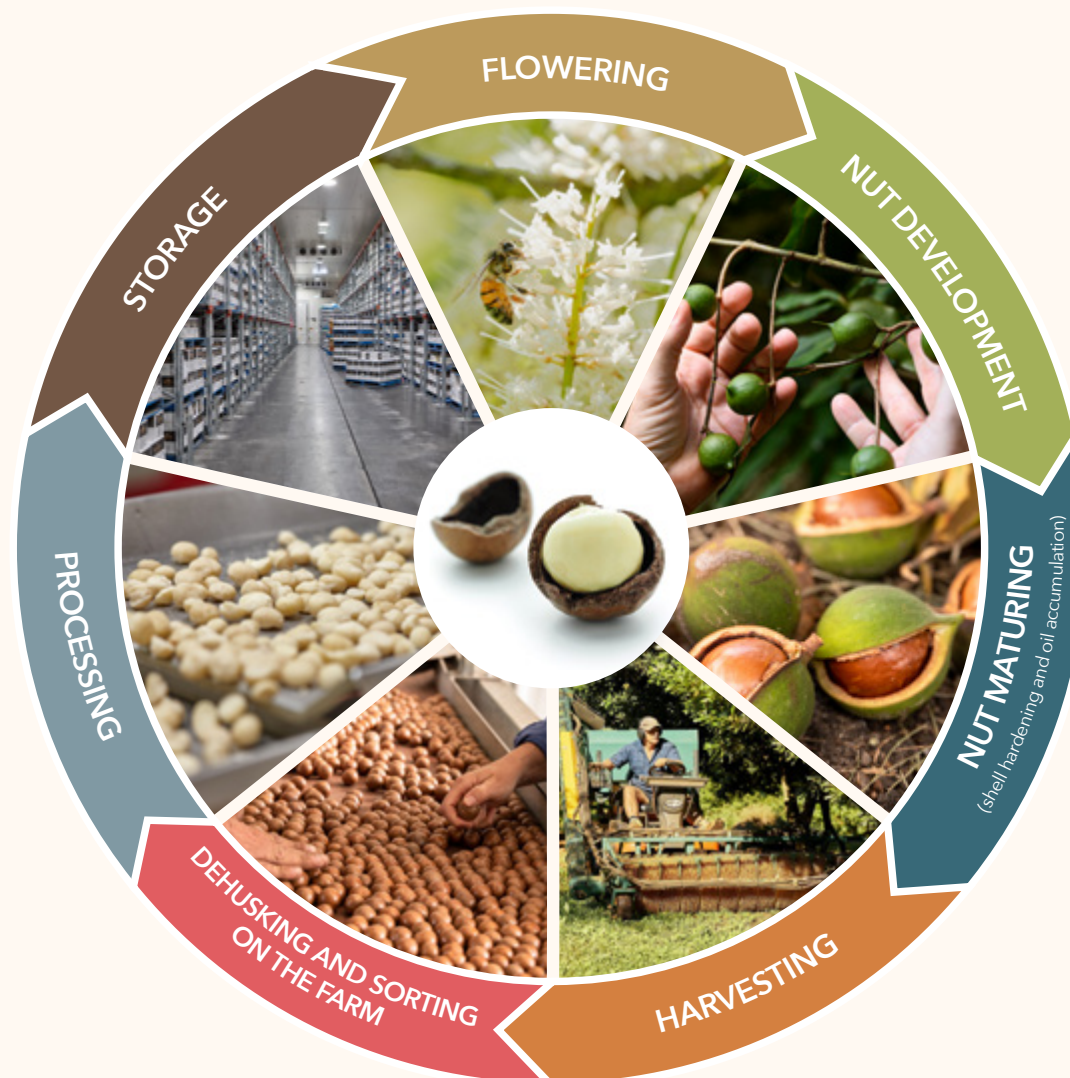 FLOWERING
NUT DEVELOPMENT
NUT MATURING
(shell hardening and oil accumulation)
HARVESTING
DEHUSKING AND SORTING
ON THE FARM
PROCESSING
STORAGE